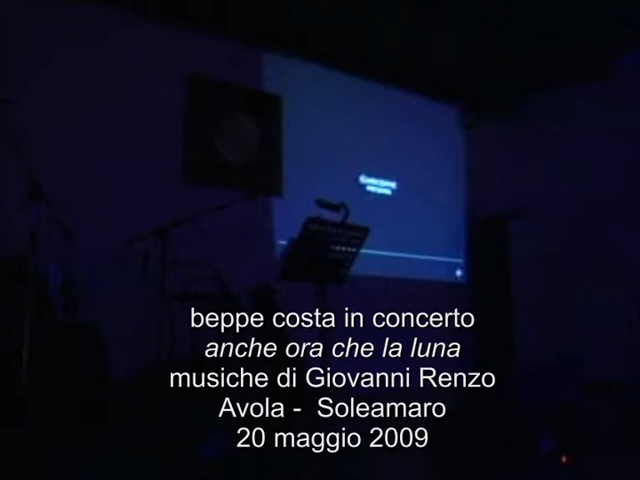 beppe costa in concerto
anche ora che la luna
musiche di Giovanni Renzo
Avola - Soleamaro
20 maggio 2009